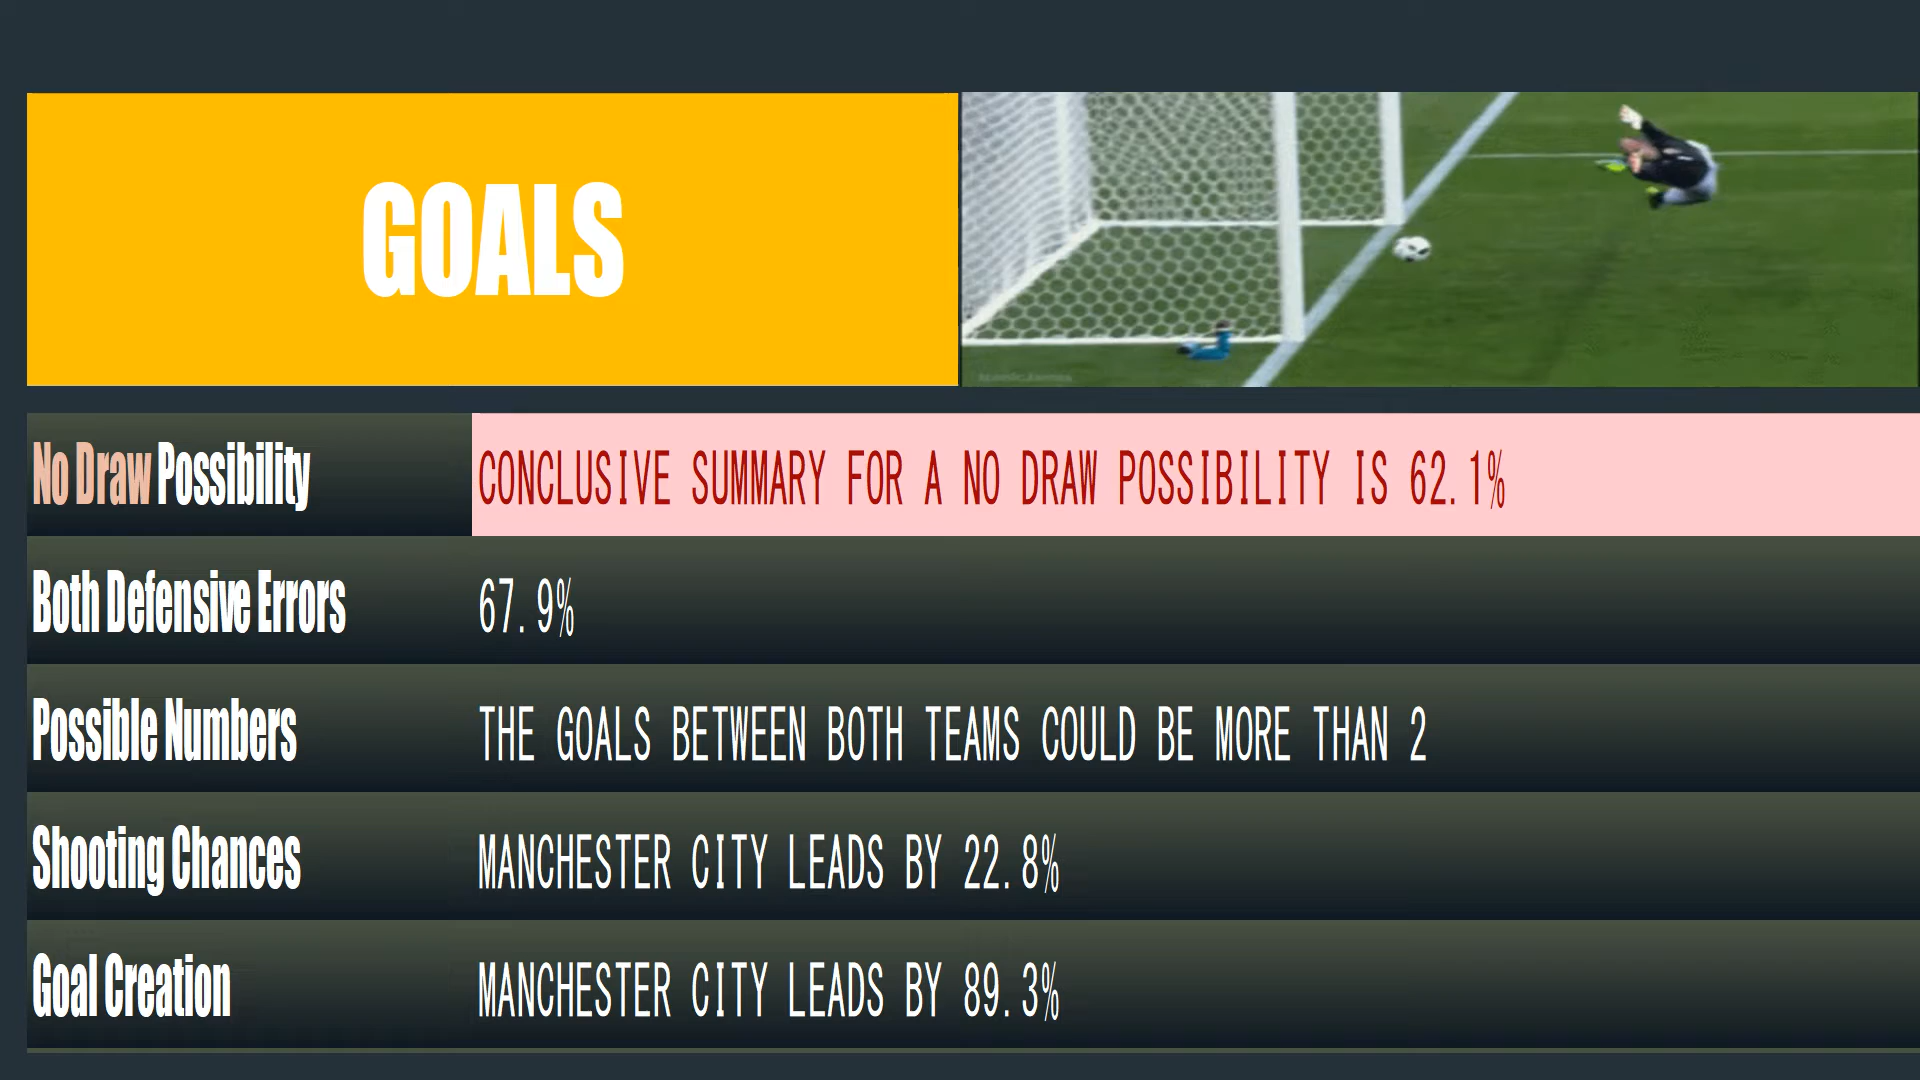 GOALS
No Draw Possibility
CONCLUSIVE SUMMARY FOR A NO DRAW POSSIBILITY IS 62.1%
Both Defensive Errors
67.9%
Possible Numbers
THE GOALS BETWEEN BOTH TEAMS COULD BE MORE THAN 2
Shooting Chances
MANCHESTER CITY LEADS BY 22.8%
Goal Creation
MANCHESTER CITY LEADS BY 89.3%